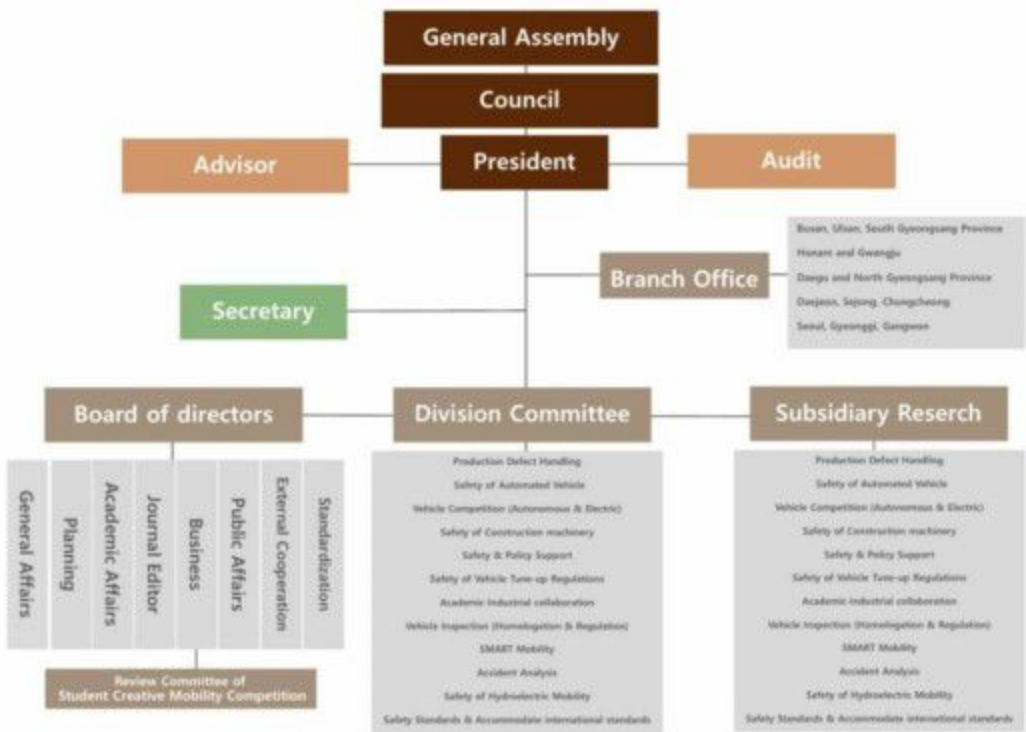 General Assembly
Council
President
Advisor
Audit
Branch Office
Busan, Ulsan, South Gyeongsang Province
Honam and Gwangju
Daegu and North Gyeongsang Province
Daejeon, Sejong, Chungcheong
Seoul, Gyeonggi, Gangwon
Secretary
Board of directors
Division Committee
Subsidiary Reserch
General Affairs
Planning
Academic Affairs
Journal Editor
Business
Public Affairs
External Cooperation
Standardization
Review Committee of
Student Creative Mobility Competition
Production Defect Handling
Safety of Automated Vehicle
Vehicle Competition (Autonomous & Electric)
Safety of Construction machinery
Safety & Policy Support
Safety of Vehicle Tune-up Regulations
Academic-Industrial collaboration
Vehicle Inspection (Homologation & Regulation)
SMART Mobility
Accident Analysis
Safety of Hydroelectric Mobility
Safety Standards & Accommodate international standards
Production Defect Handling
Safety of Automated Vehicle
Vehicle Competition (Autonomous & Electric)
Safety of Construction machinery
Safety & Policy Support
Safety of Vehicle Tune-up Regulations
Academic-Industrial collaboration
Vehicle Inspection (Homologation & Regulation)
SMART Mobility
Accident Analysis
Safety of Hydroelectric Mobility
Safety Standards & Accommodate international standards